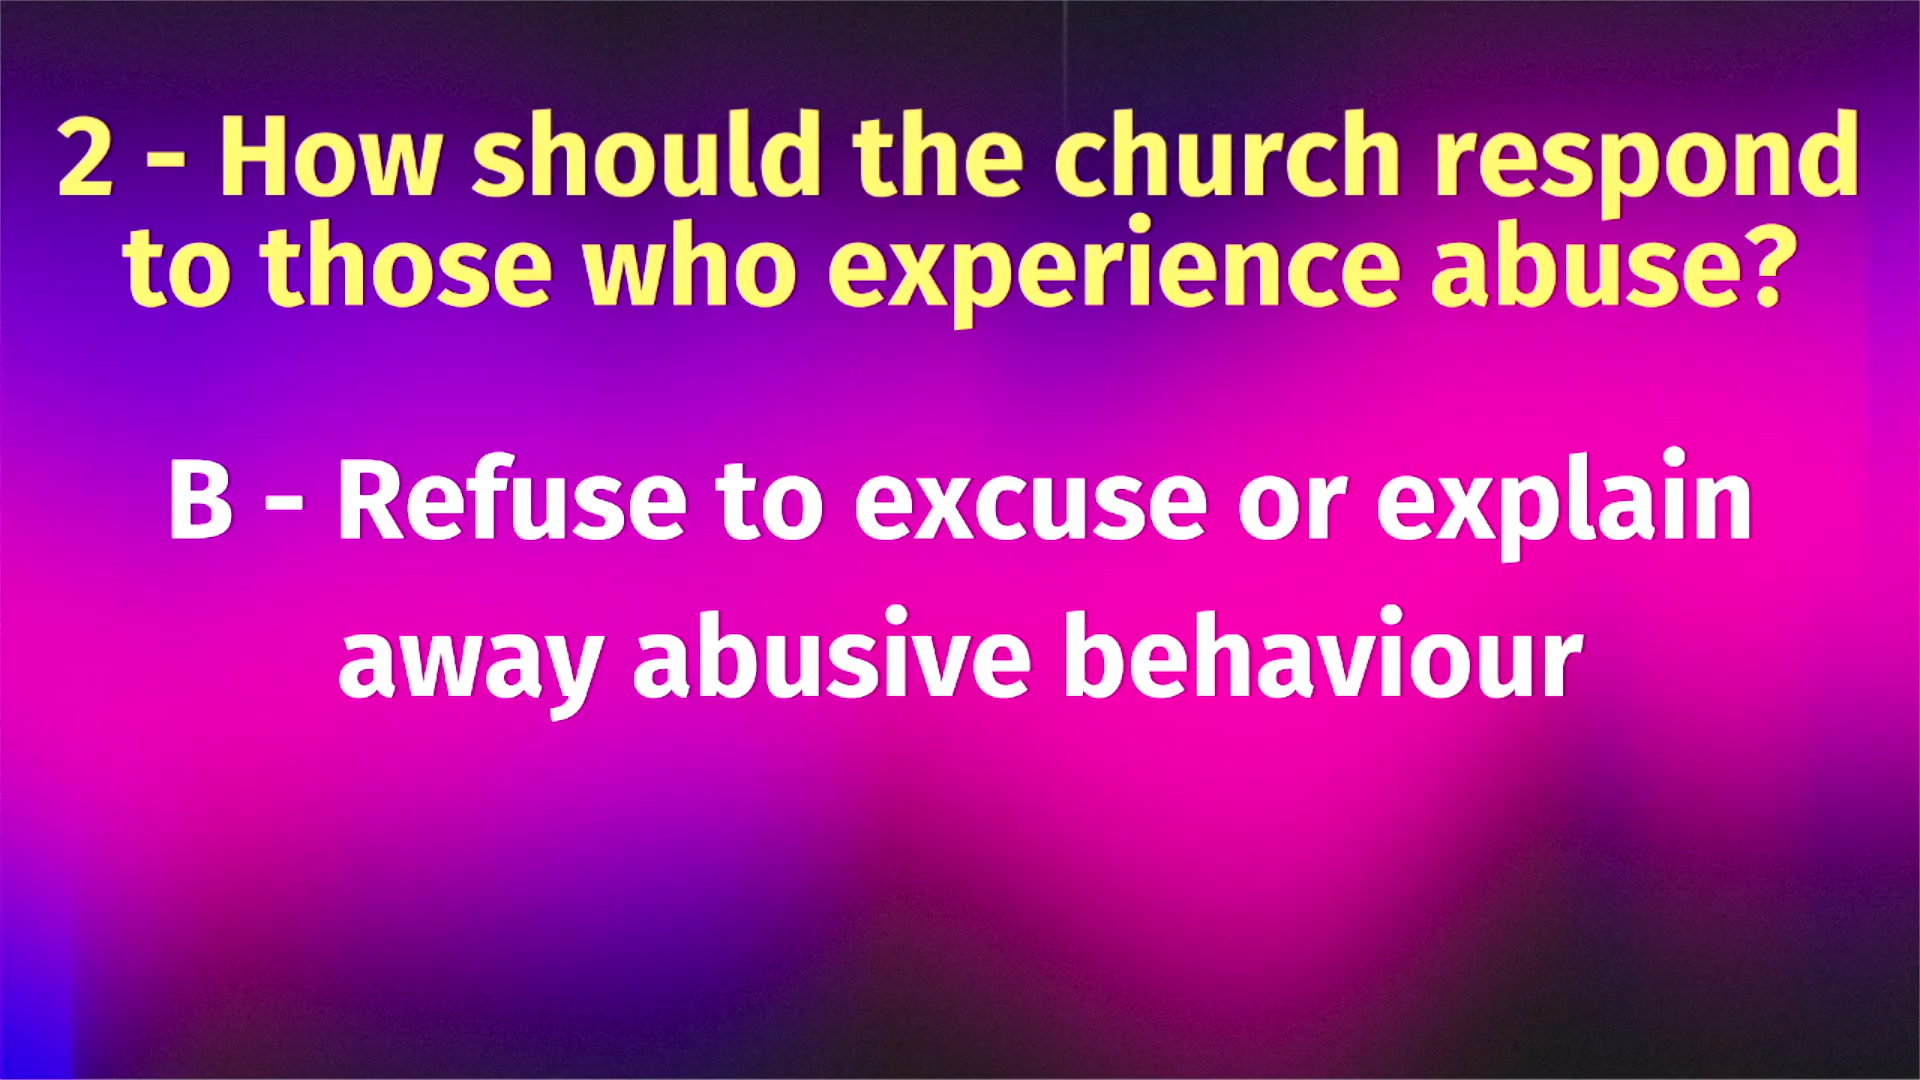 2 - How should the church respond
to those who experience abuse?
B - Refuse to excuse or explain
away abusive behaviour